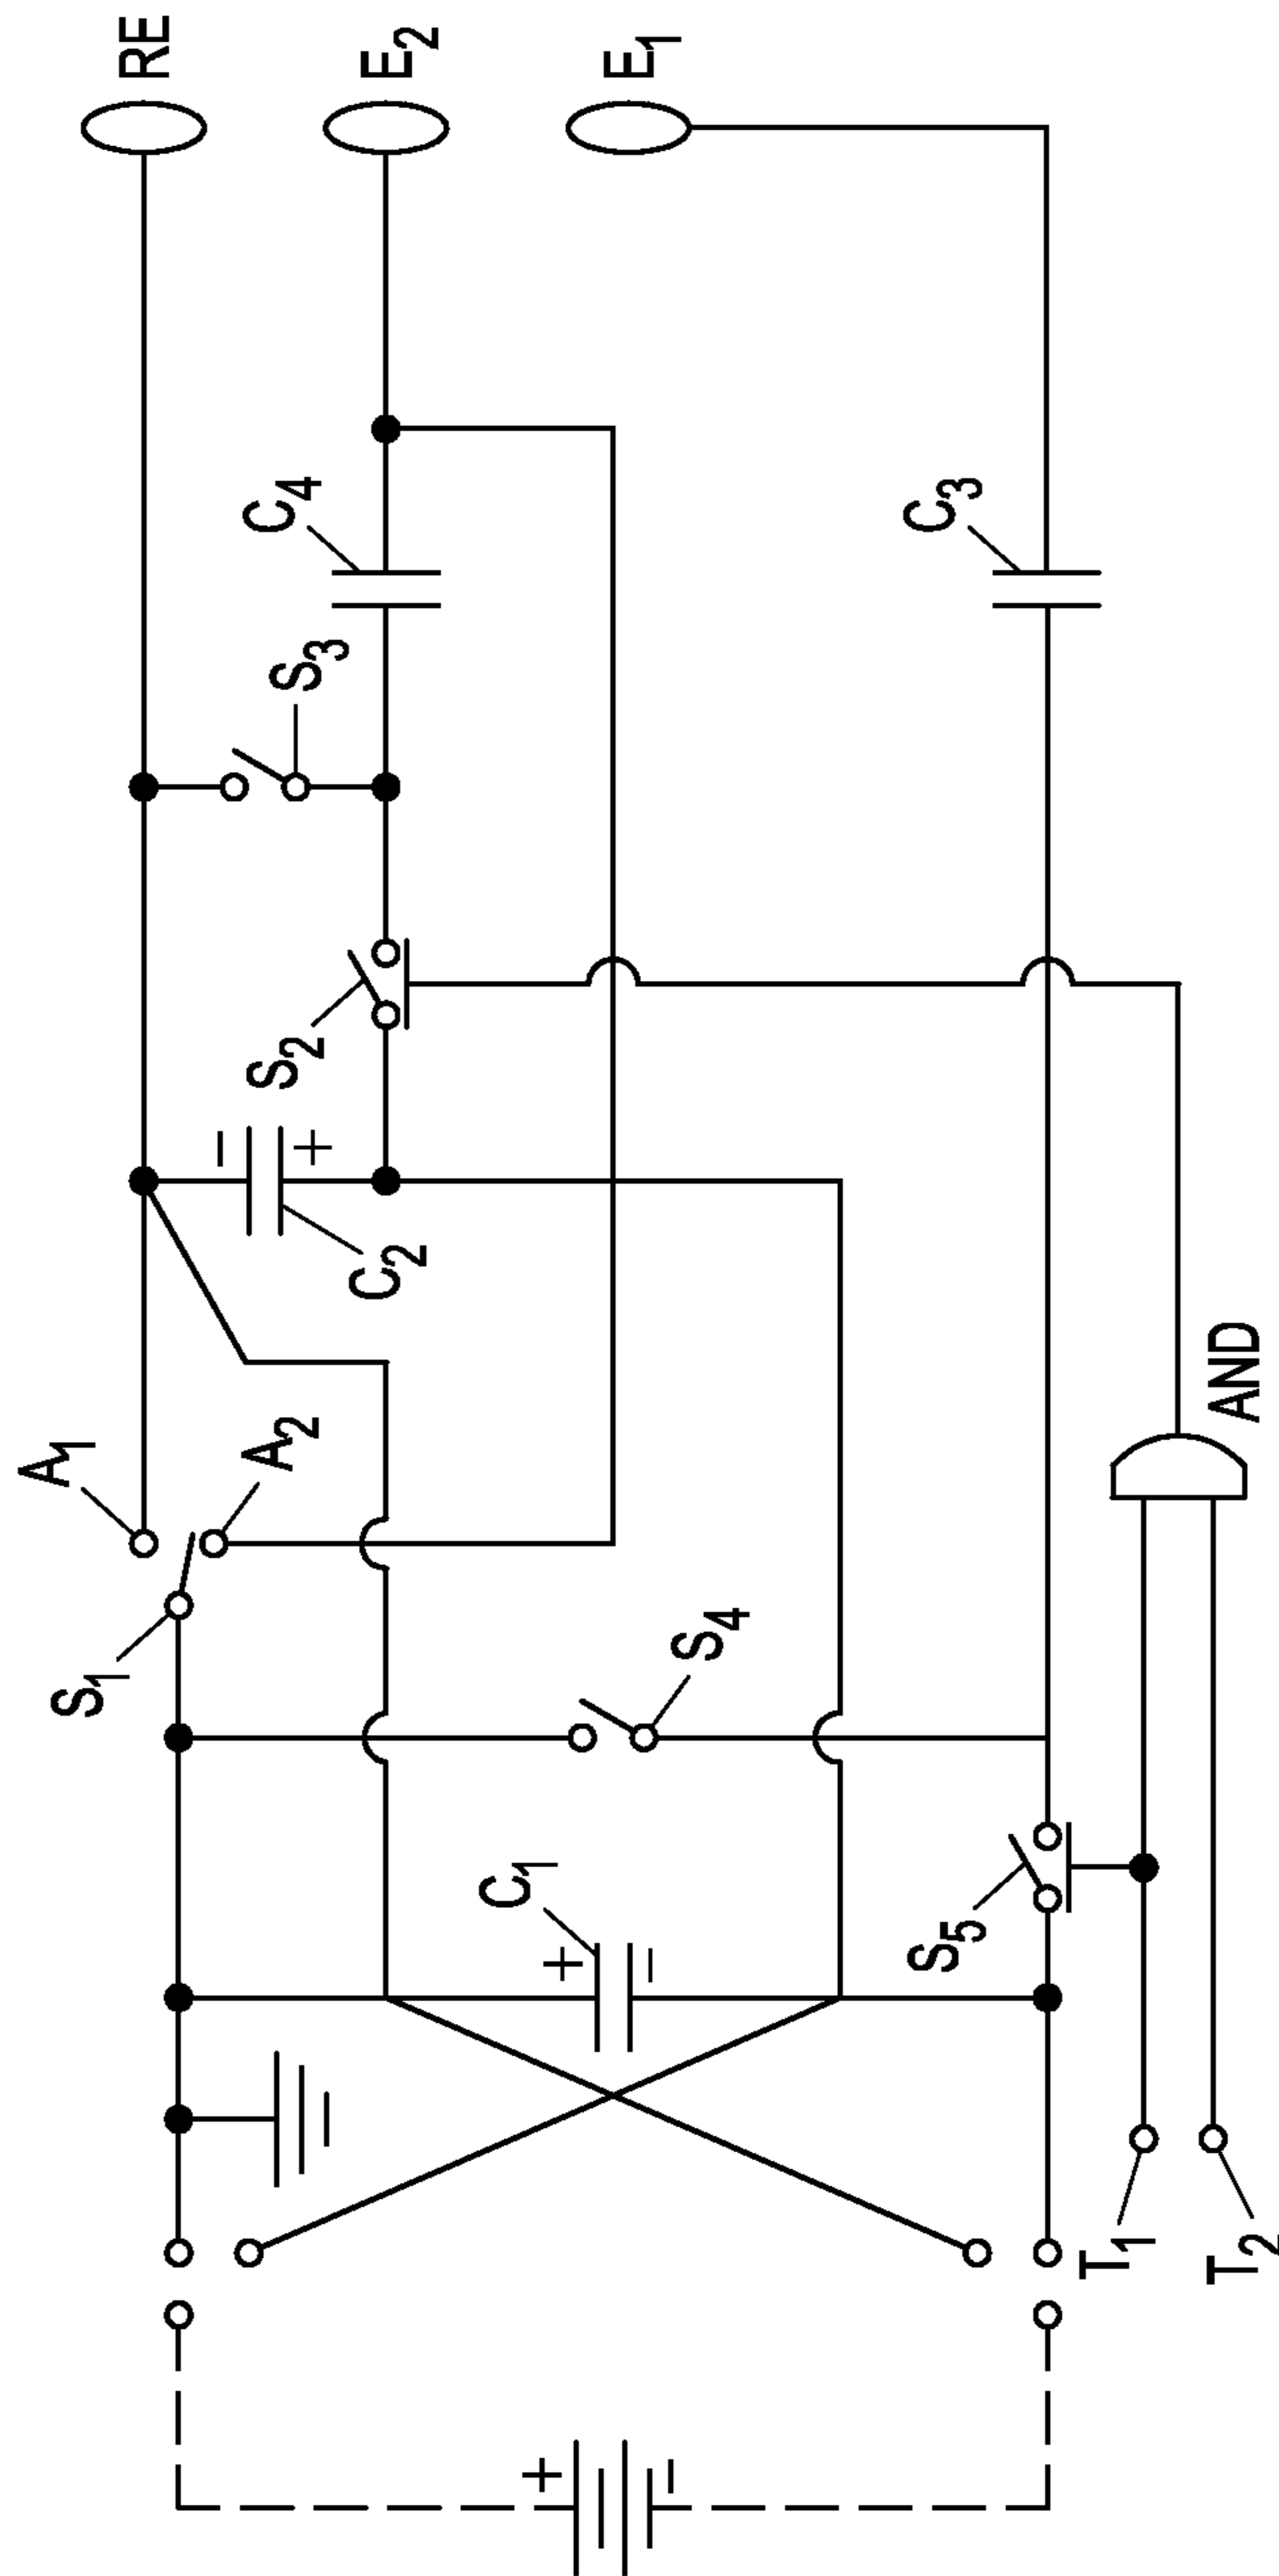 RE
E2
E1
C4
C3
S3
S2
−
+
C2
A1
A2
AND
S1
S4
C1
+
−
S5
T1
T2
+
−